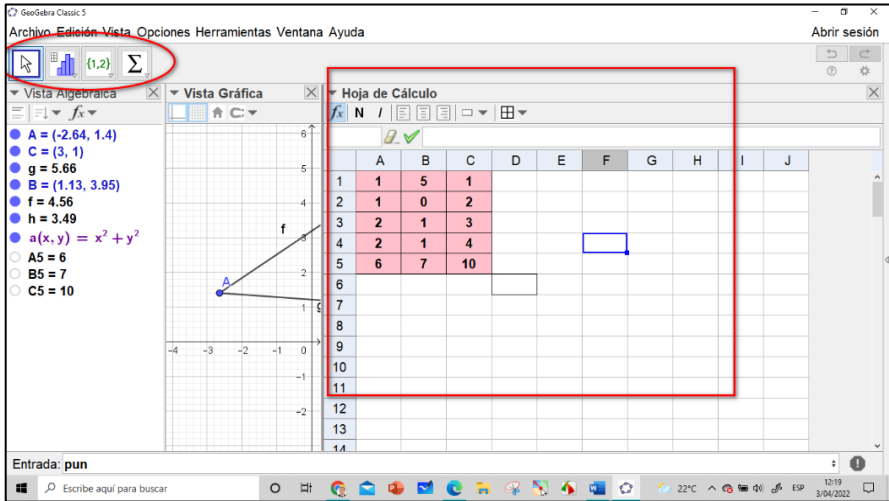 GeoGebra Classic 5
Archivo Edición Vista Opciones Herramientas Ventana Ayuda
Abrir sesión
{1,2} Σ
Vista Algebraica
Vista Gráfica
Hoja de Cálculo
fx
fx N I
A = (-2.64, 1.4)
C = (3, 1)
g = 5.66
B = (1.13, 3.95)
f = 4.56
h = 3.49
a(x, y) = x² + y²
A5 = 6
B5 = 7
C5 = 10
6
5
4
3
2
1
-4 -3 -2 -1 0
-1
-2
f
A
g
A B C D E F G H I J
1 1 5 1
2 1 0 2
3 2 1 3
4 2 1 4
5 6 7 10
6
7
8
9
10
11
12
13
14
Entrada: pun
Escribe aquí para buscar
22°C
ESP
12:19
3/04/2022